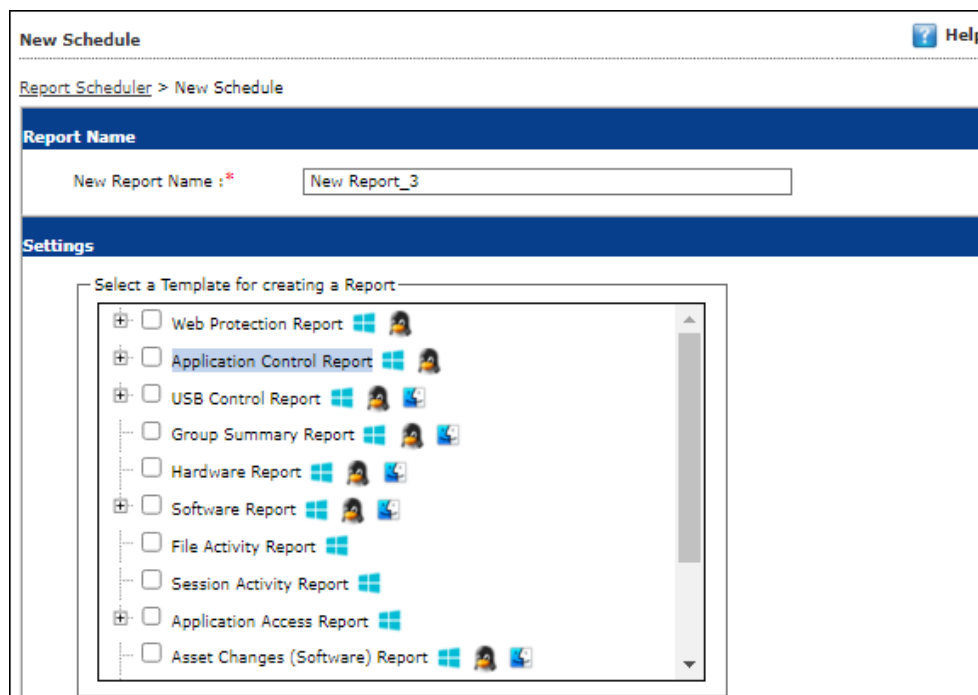 New Schedule
? Help
Report Scheduler > New Schedule
Report Name
New Report Name :*
New Report_3
Settings
Select a Template for creating a Report
Web Protection Report
Application Control Report
USB Control Report
Group Summary Report
Hardware Report
Software Report
File Activity Report
Session Activity Report
Application Access Report
Asset Changes (Software) Report